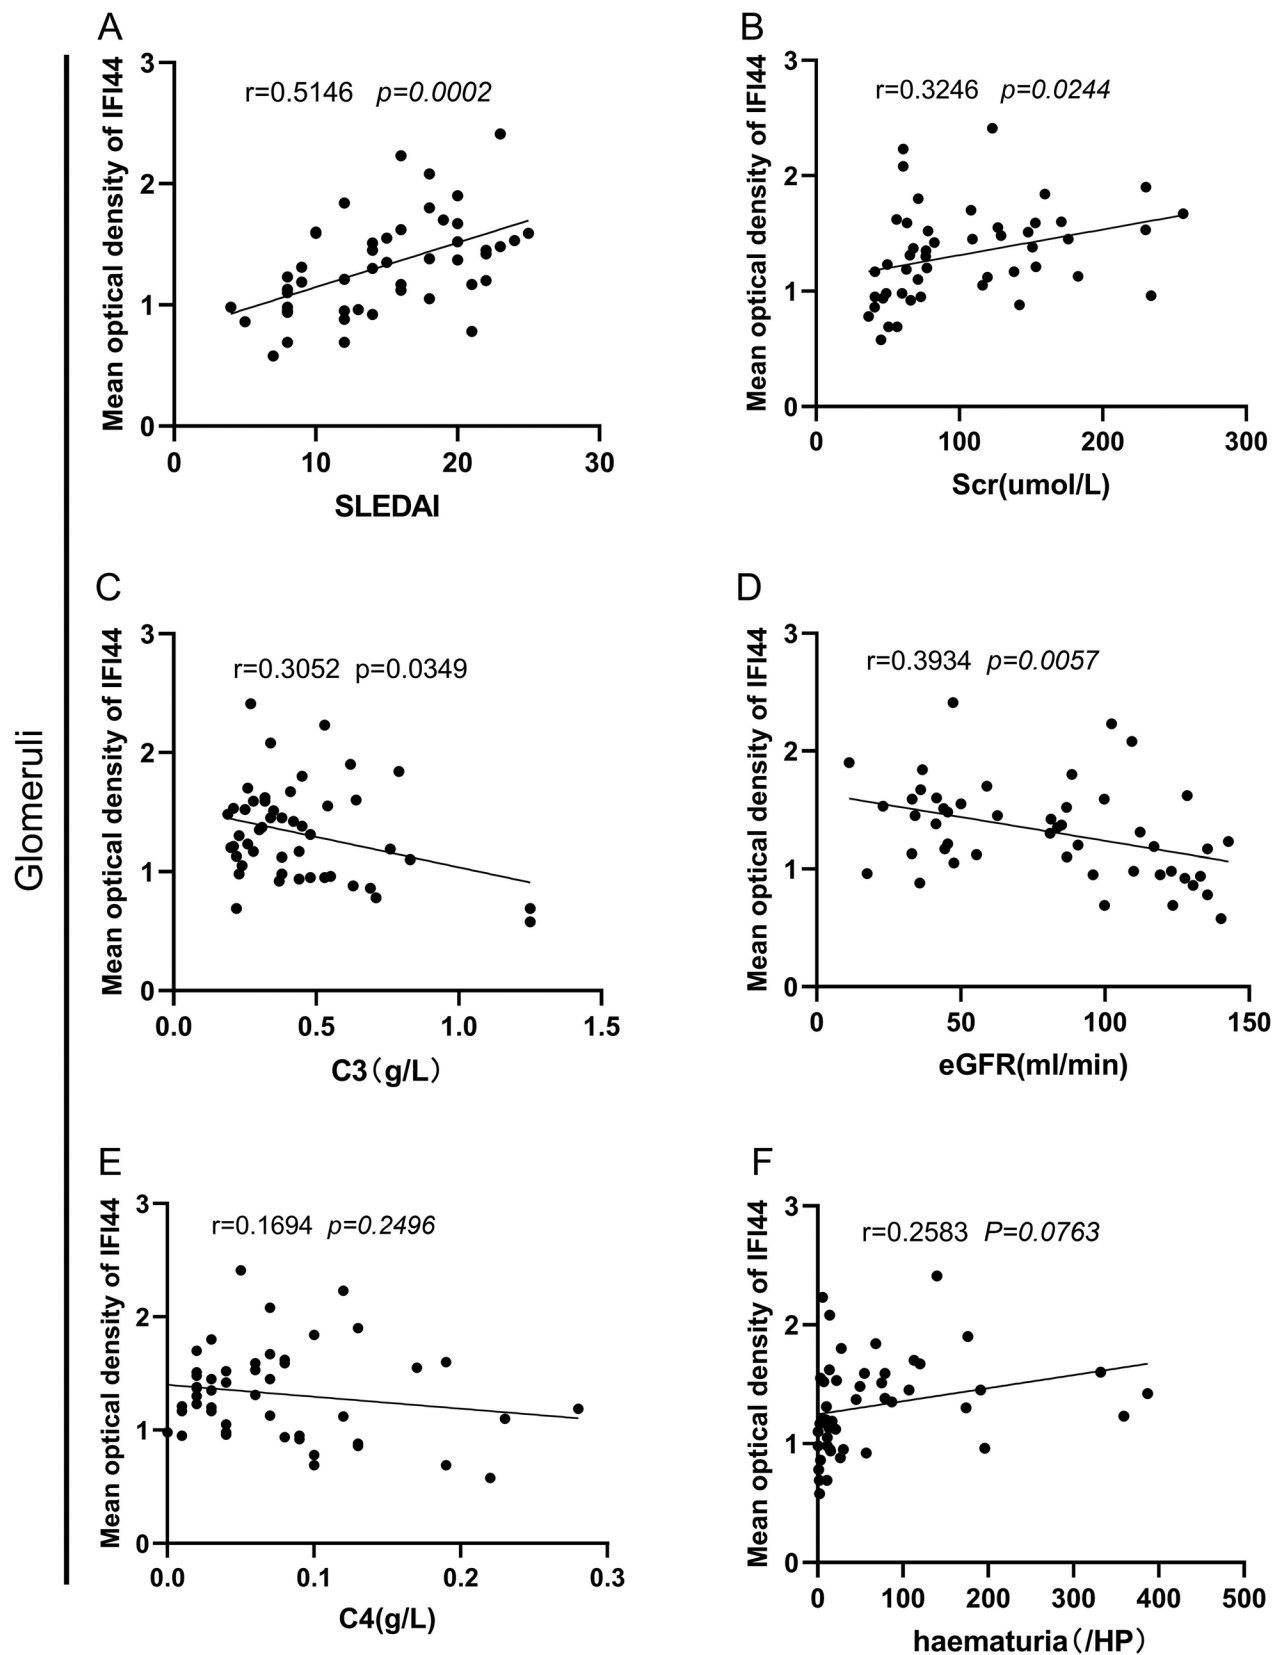 Glomeruli
A
Mean optical density of IFI44
r=0.5146 p=0.0002
3
2
1
0
0 10 20 30
SLEDAI
B
Mean optical density of IFI44
r=0.3246 p=0.0244
3
2
1
0
0 100 200 300
Scr(umol/L)
C
Mean optical density of IFI44
r=0.3052 p=0.0349
3
2
1
0
0.0 0.5 1.0 1.5
C3（g/L）
D
Mean optical density of IFI44
r=0.3934 p=0.0057
3
2
1
0
0 50 100 150
eGFR(ml/min)
E
Mean optical density of IFI44
r=0.1694 p=0.2496
3
2
1
0
0.0 0.1 0.2 0.3
C4(g/L)
F
Mean optical density of IFI44
r=0.2583 P=0.0763
3
2
1
0
0 100 200 300 400 500
haematuria（/HP）